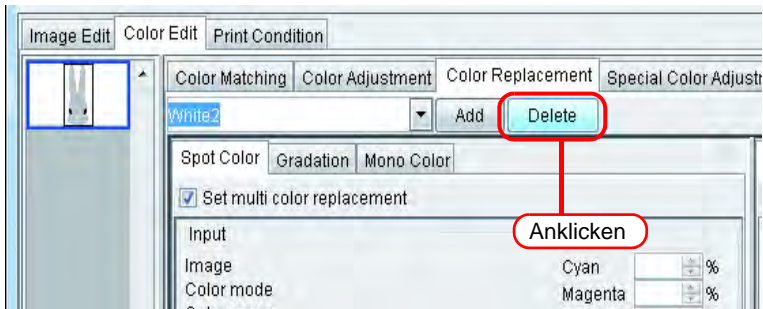 Image Edit Color Edit Print Condition
Color Matching Color Adjustment Color Replacement Special Color
White2 Add Delete
Spot Color Gradation Mono Color
Set multi color replacement
Anklicken
Input
Image Cyan %
Color mode Magenta %